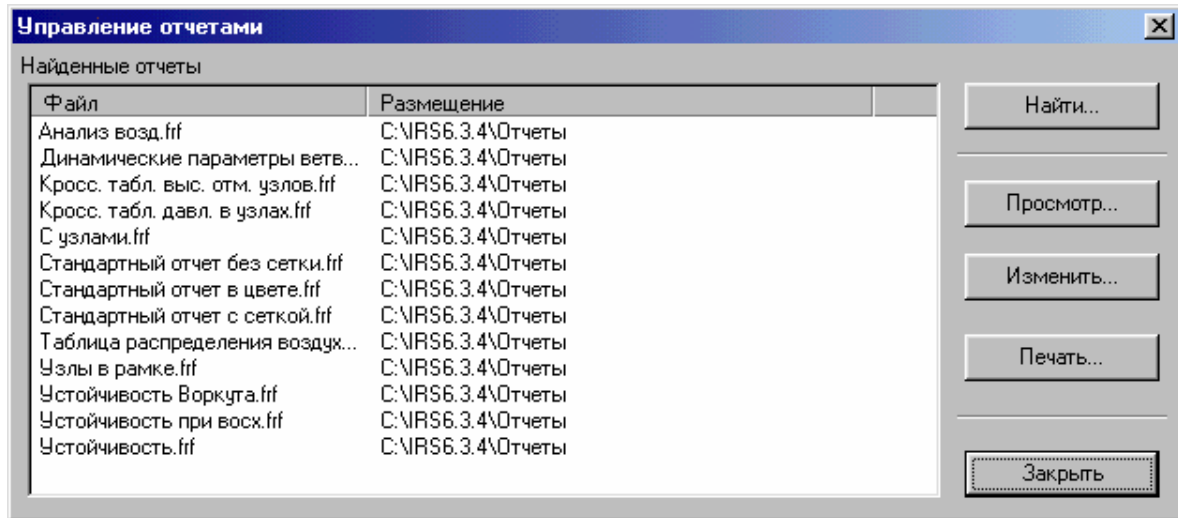 Управление отчетами
Найденные отчеты
Файл Размещение
Анализ возд.frf C:\IRS6.3.4\Отчеты
Динамические параметры ветв... C:\IRS6.3.4\Отчеты
Кросс. табл. выс. отм. узлов.frf C:\IRS6.3.4\Отчеты
Кросс. табл. давл. в узлах.frf C:\IRS6.3.4\Отчеты
С узлами.frf C:\IRS6.3.4\Отчеты
Стандартный отчет без сетки.frf C:\IRS6.3.4\Отчеты
Стандартный отчет в цвете.frf C:\IRS6.3.4\Отчеты
Стандартный отчет с сеткой.frf C:\IRS6.3.4\Отчеты
Таблица распределения воздух... C:\IRS6.3.4\Отчеты
Узлы в рамке.frf C:\IRS6.3.4\Отчеты
Устойчивость Воркута.frf C:\IRS6.3.4\Отчеты
Устойчивость при восх.frf C:\IRS6.3.4\Отчеты
Устойчивость.frf C:\IRS6.3.4\Отчеты
Найти...
Просмотр...
Изменить...
Печать...
Закрыть